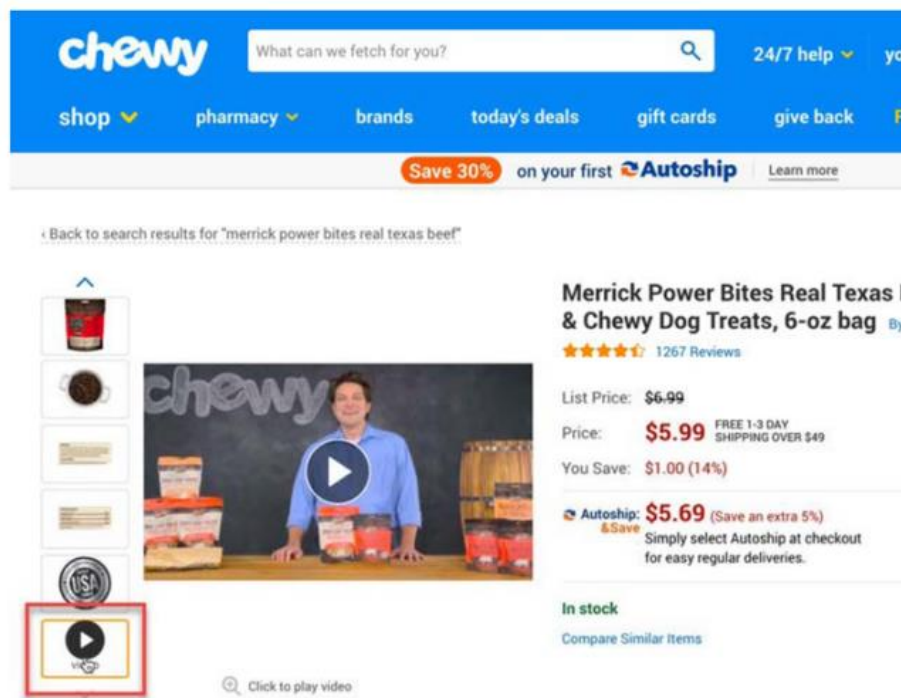 chewy
What can we fetch for you?
24/7 help
yo
shop
pharmacy
brands
today's deals
gift cards
give back
Save 30% on your first Autoship
Learn more
‹ Back to search results for "merrick power bites real texas beef"
Merrick Power Bites Real Texas
& Chewy Dog Treats, 6-oz bag By
1267 Reviews
chewy
List Price: $6.99
Price: $5.99 FREE 1-3 DAY
SHIPPING OVER $49
You Save: $1.00 (14%)
Autoship: $5.69 (Save an extra 5%)
&Save
Simply select Autoship at checkout
for easy regular deliveries.
USA
In stock
Compare Similar Items
Click to play video